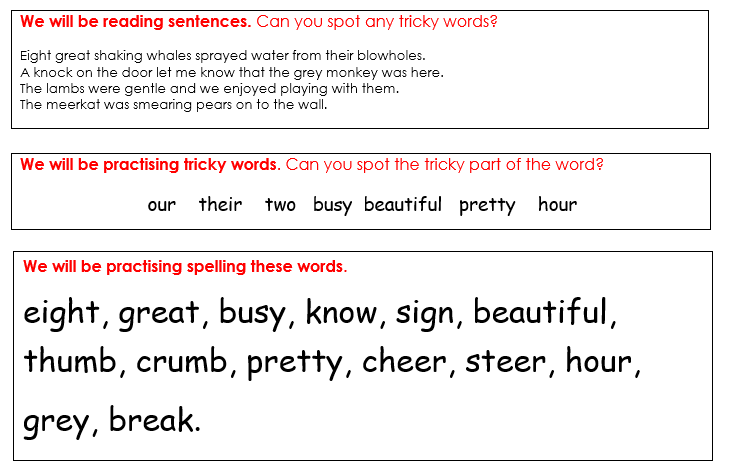 We will be reading sentences. Can you spot any tricky words?
Eight great shaking whales sprayed water from their blowholes.
A knock on the door let me know that the grey monkey was here.
The lambs were gentle and we enjoyed playing with them.
The meerkat was smearing pears on to the wall.
We will be practising tricky words. Can you spot the tricky part of the word?
our their two busy beautiful pretty hour
We will be practising spelling these words.
eight, great, busy, know, sign, beautiful,
thumb, crumb, pretty, cheer, steer, hour,
grey, break.